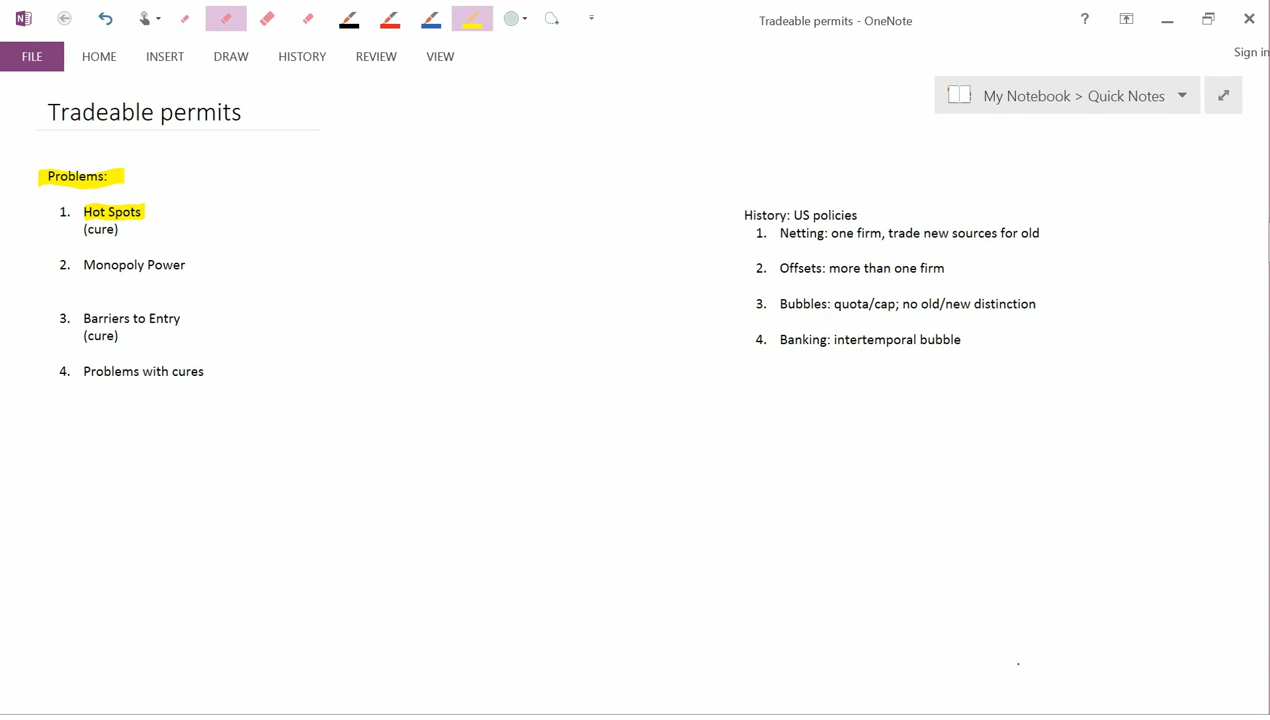 Tradeable permits - OneNote
?
Sign in
FILE
HOME
INSERT
DRAW
HISTORY
REVIEW
VIEW
My Notebook > Quick Notes
Tradeable permits
Problems:
1. Hot Spots
(cure)
2. Monopoly Power
3. Barriers to Entry
(cure)
4. Problems with cures
History: US policies
1. Netting: one firm, trade new sources for old
2. Offsets: more than one firm
3. Bubbles: quota/cap; no old/new distinction
4. Banking: intertemporal bubble